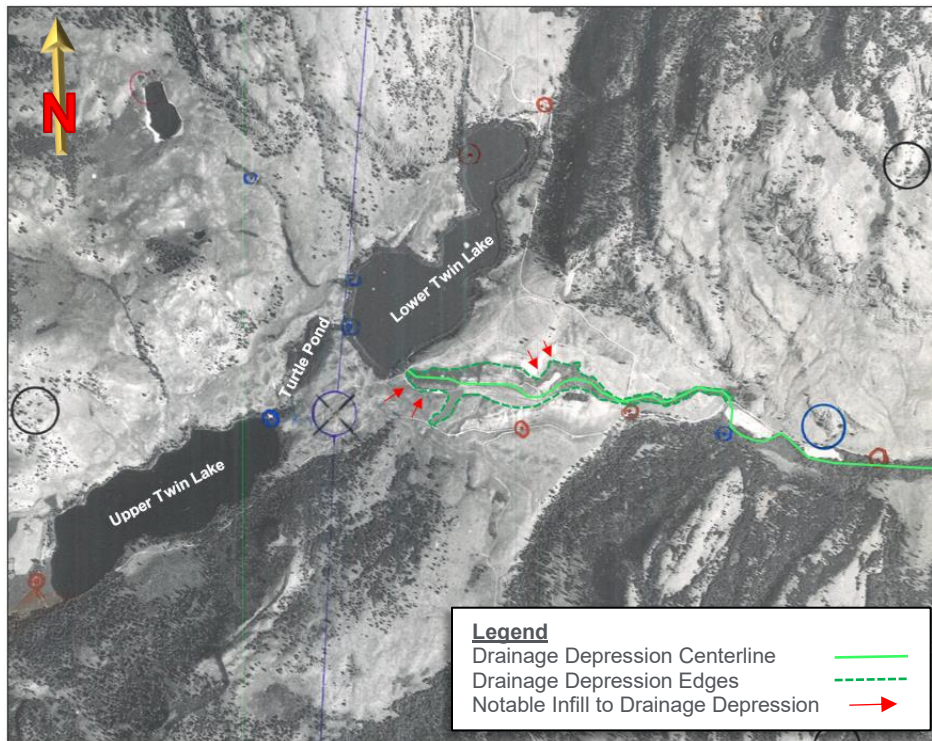 N
Lower Twin Lake
Turtle Pond
Upper Twin Lake
Legend
Drainage Depression Centerline
Drainage Depression Edges
Notable Infill to Drainage Depression